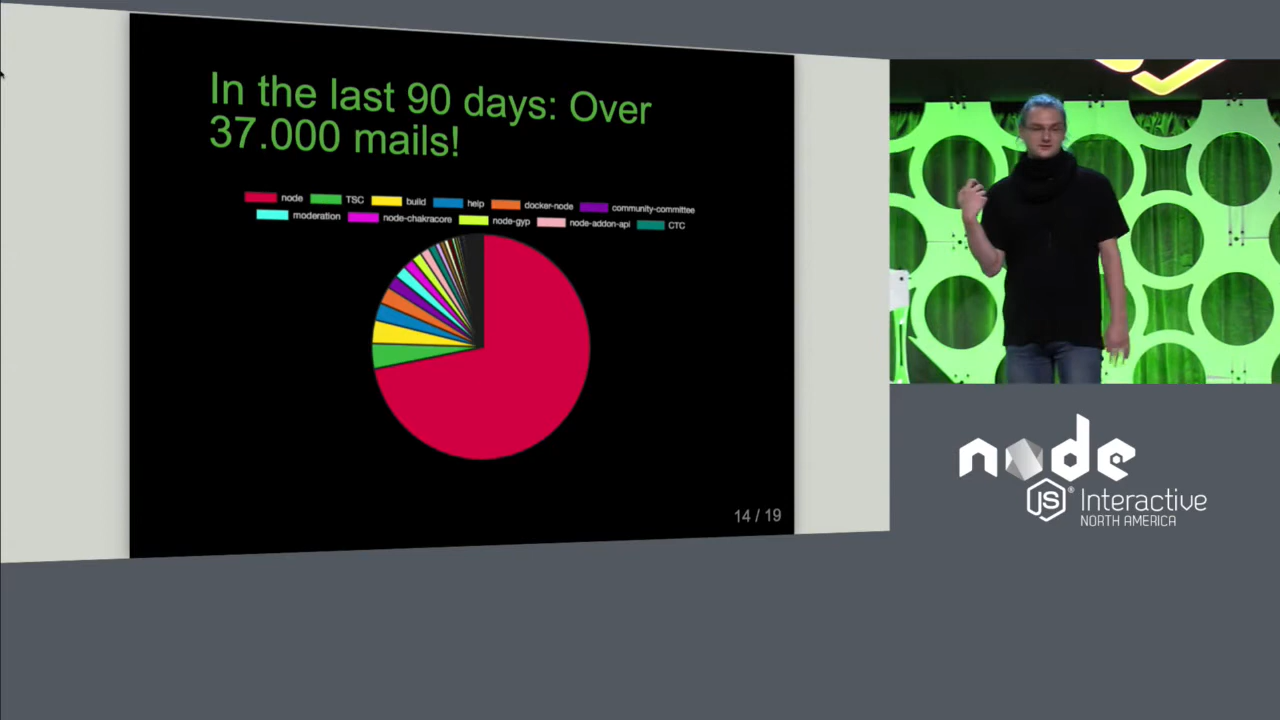 In the last 90 days: Over
37.000 mails!
node TSC build help docker-node community-committee
moderation node-chakracore node-gyp node-addon-api CTC
14 / 19
node
JS® Interactive
NORTH AMERICA